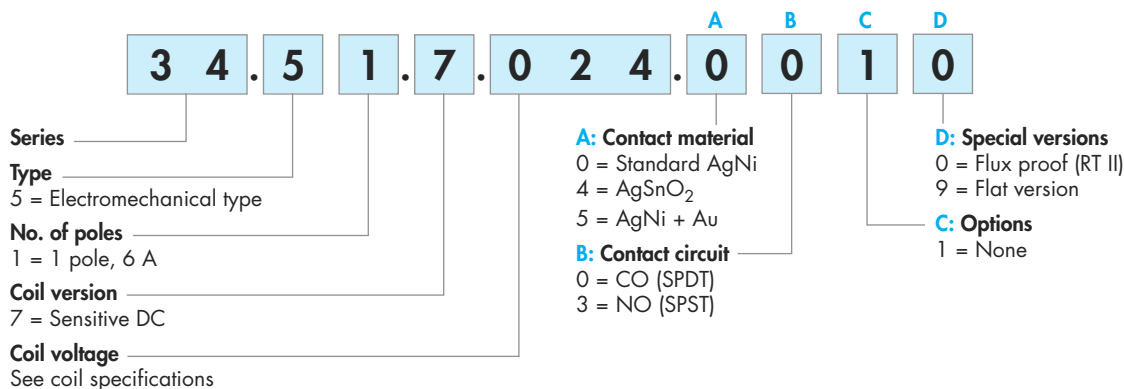 A B C D
3 4 . 5 1 . 7 . 0 2 4 . 0 0 1 0
Series
Type
5 = Electromechanical type
No. of poles
1 = 1 pole, 6 A
Coil version
7 = Sensitive DC
Coil voltage
See coil specifications
A: Contact material
0 = Standard AgNi
4 = AgSnO2
5 = AgNi + Au
B: Contact circuit
0 = CO (SPDT)
3 = NO (SPST)
D: Special versions
0 = Flux proof (RT II)
9 = Flat version
C: Options
1 = None